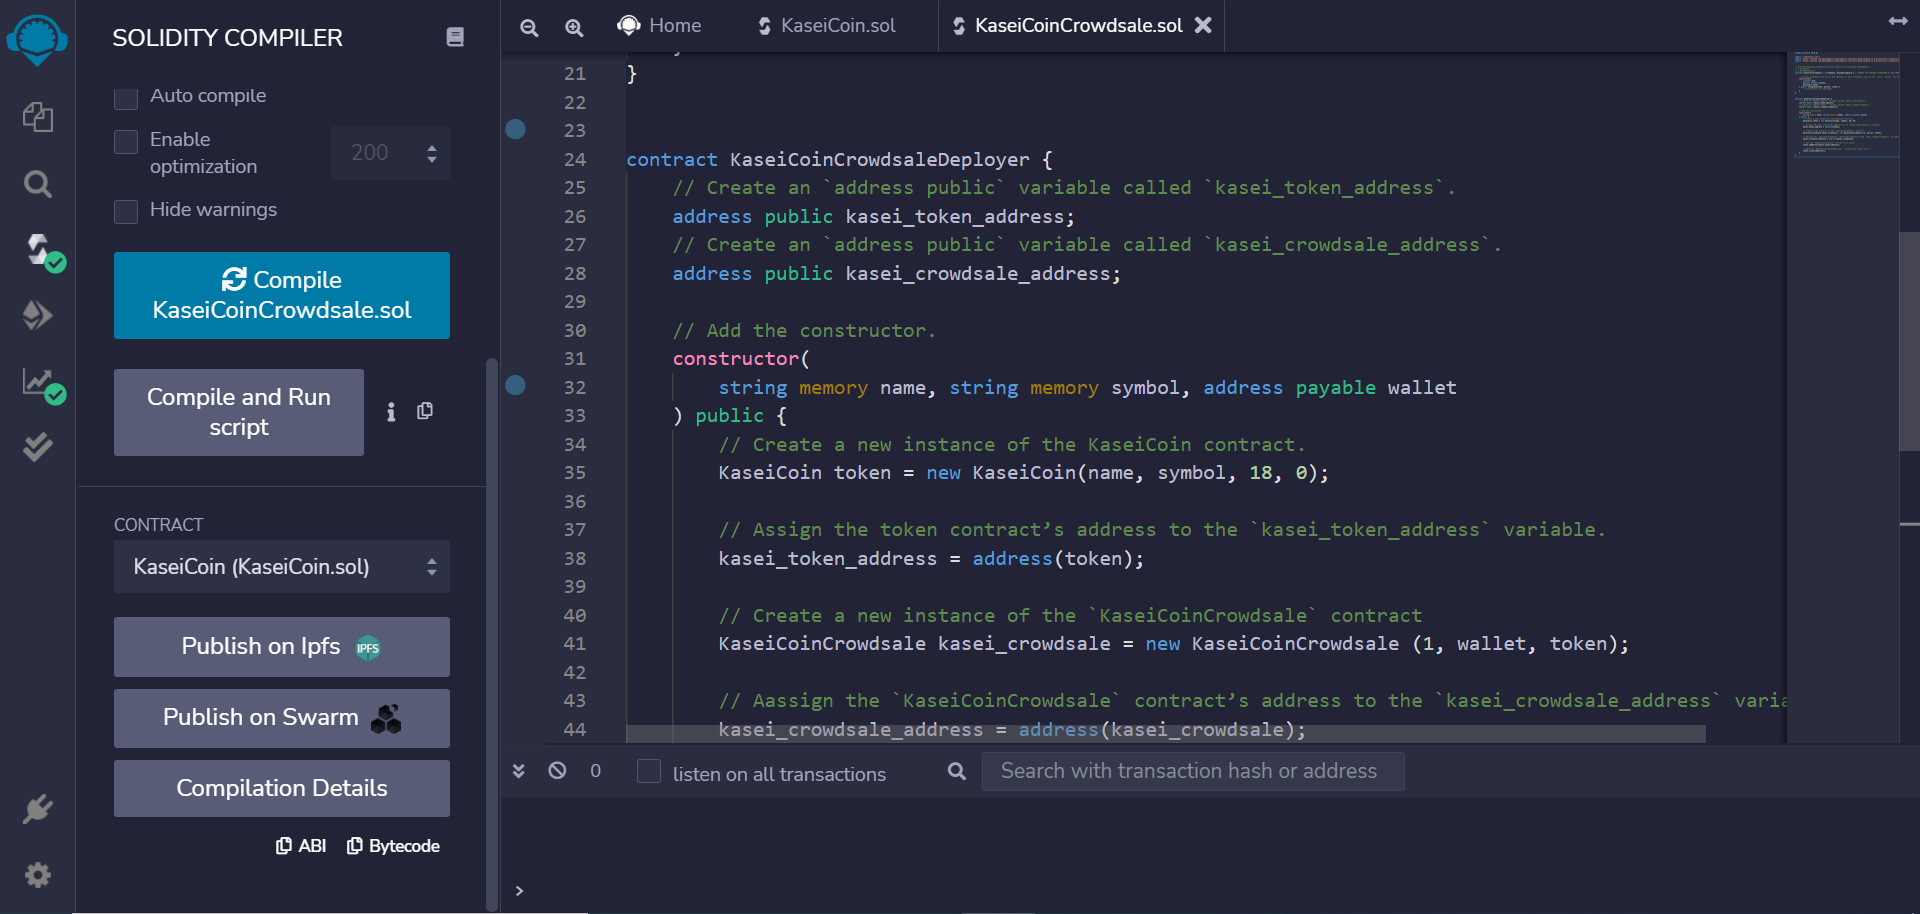 SOLIDITY COMPILER
Auto compile
Enable
optimization
200
Hide warnings
Compile
KaseiCoinCrowdsale.sol
Compile and Run
script
CONTRACT
KaseiCoin (KaseiCoin.sol)
Publish on Ipfs IPFS
Publish on Swarm
Compilation Details
ABI Bytecode
Home KaseiCoin.sol KaseiCoinCrowdsale.sol
21 }
22
23
24 contract KaseiCoinCrowdsaleDeployer {
25 // Create an `address public` variable called `kasei_token_address`.
26 address public kasei_token_address;
27 // Create an `address public` variable called `kasei_crowdsale_address`.
28 address public kasei_crowdsale_address;
29
30 // Add the constructor.
31 constructor(
32 string memory name, string memory symbol, address payable wallet
33 ) public {
34 // Create a new instance of the KaseiCoin contract.
35 KaseiCoin token = new KaseiCoin(name, symbol, 18, 0);
36
37 // Assign the token contract’s address to the `kasei_token_address` variable.
38 kasei_token_address = address(token);
39
40 // Create a new instance of the `KaseiCoinCrowdsale` contract
41 KaseiCoinCrowdsale kasei_crowdsale = new KaseiCoinCrowdsale (1, wallet, token);
42
43 // Aassign the `KaseiCoinCrowdsale` contract’s address to the `kasei_crowdsale_address` varia
44 kasei_crowdsale_address = address(kasei_crowdsale);
0 listen on all transactions Search with transaction hash or address
>